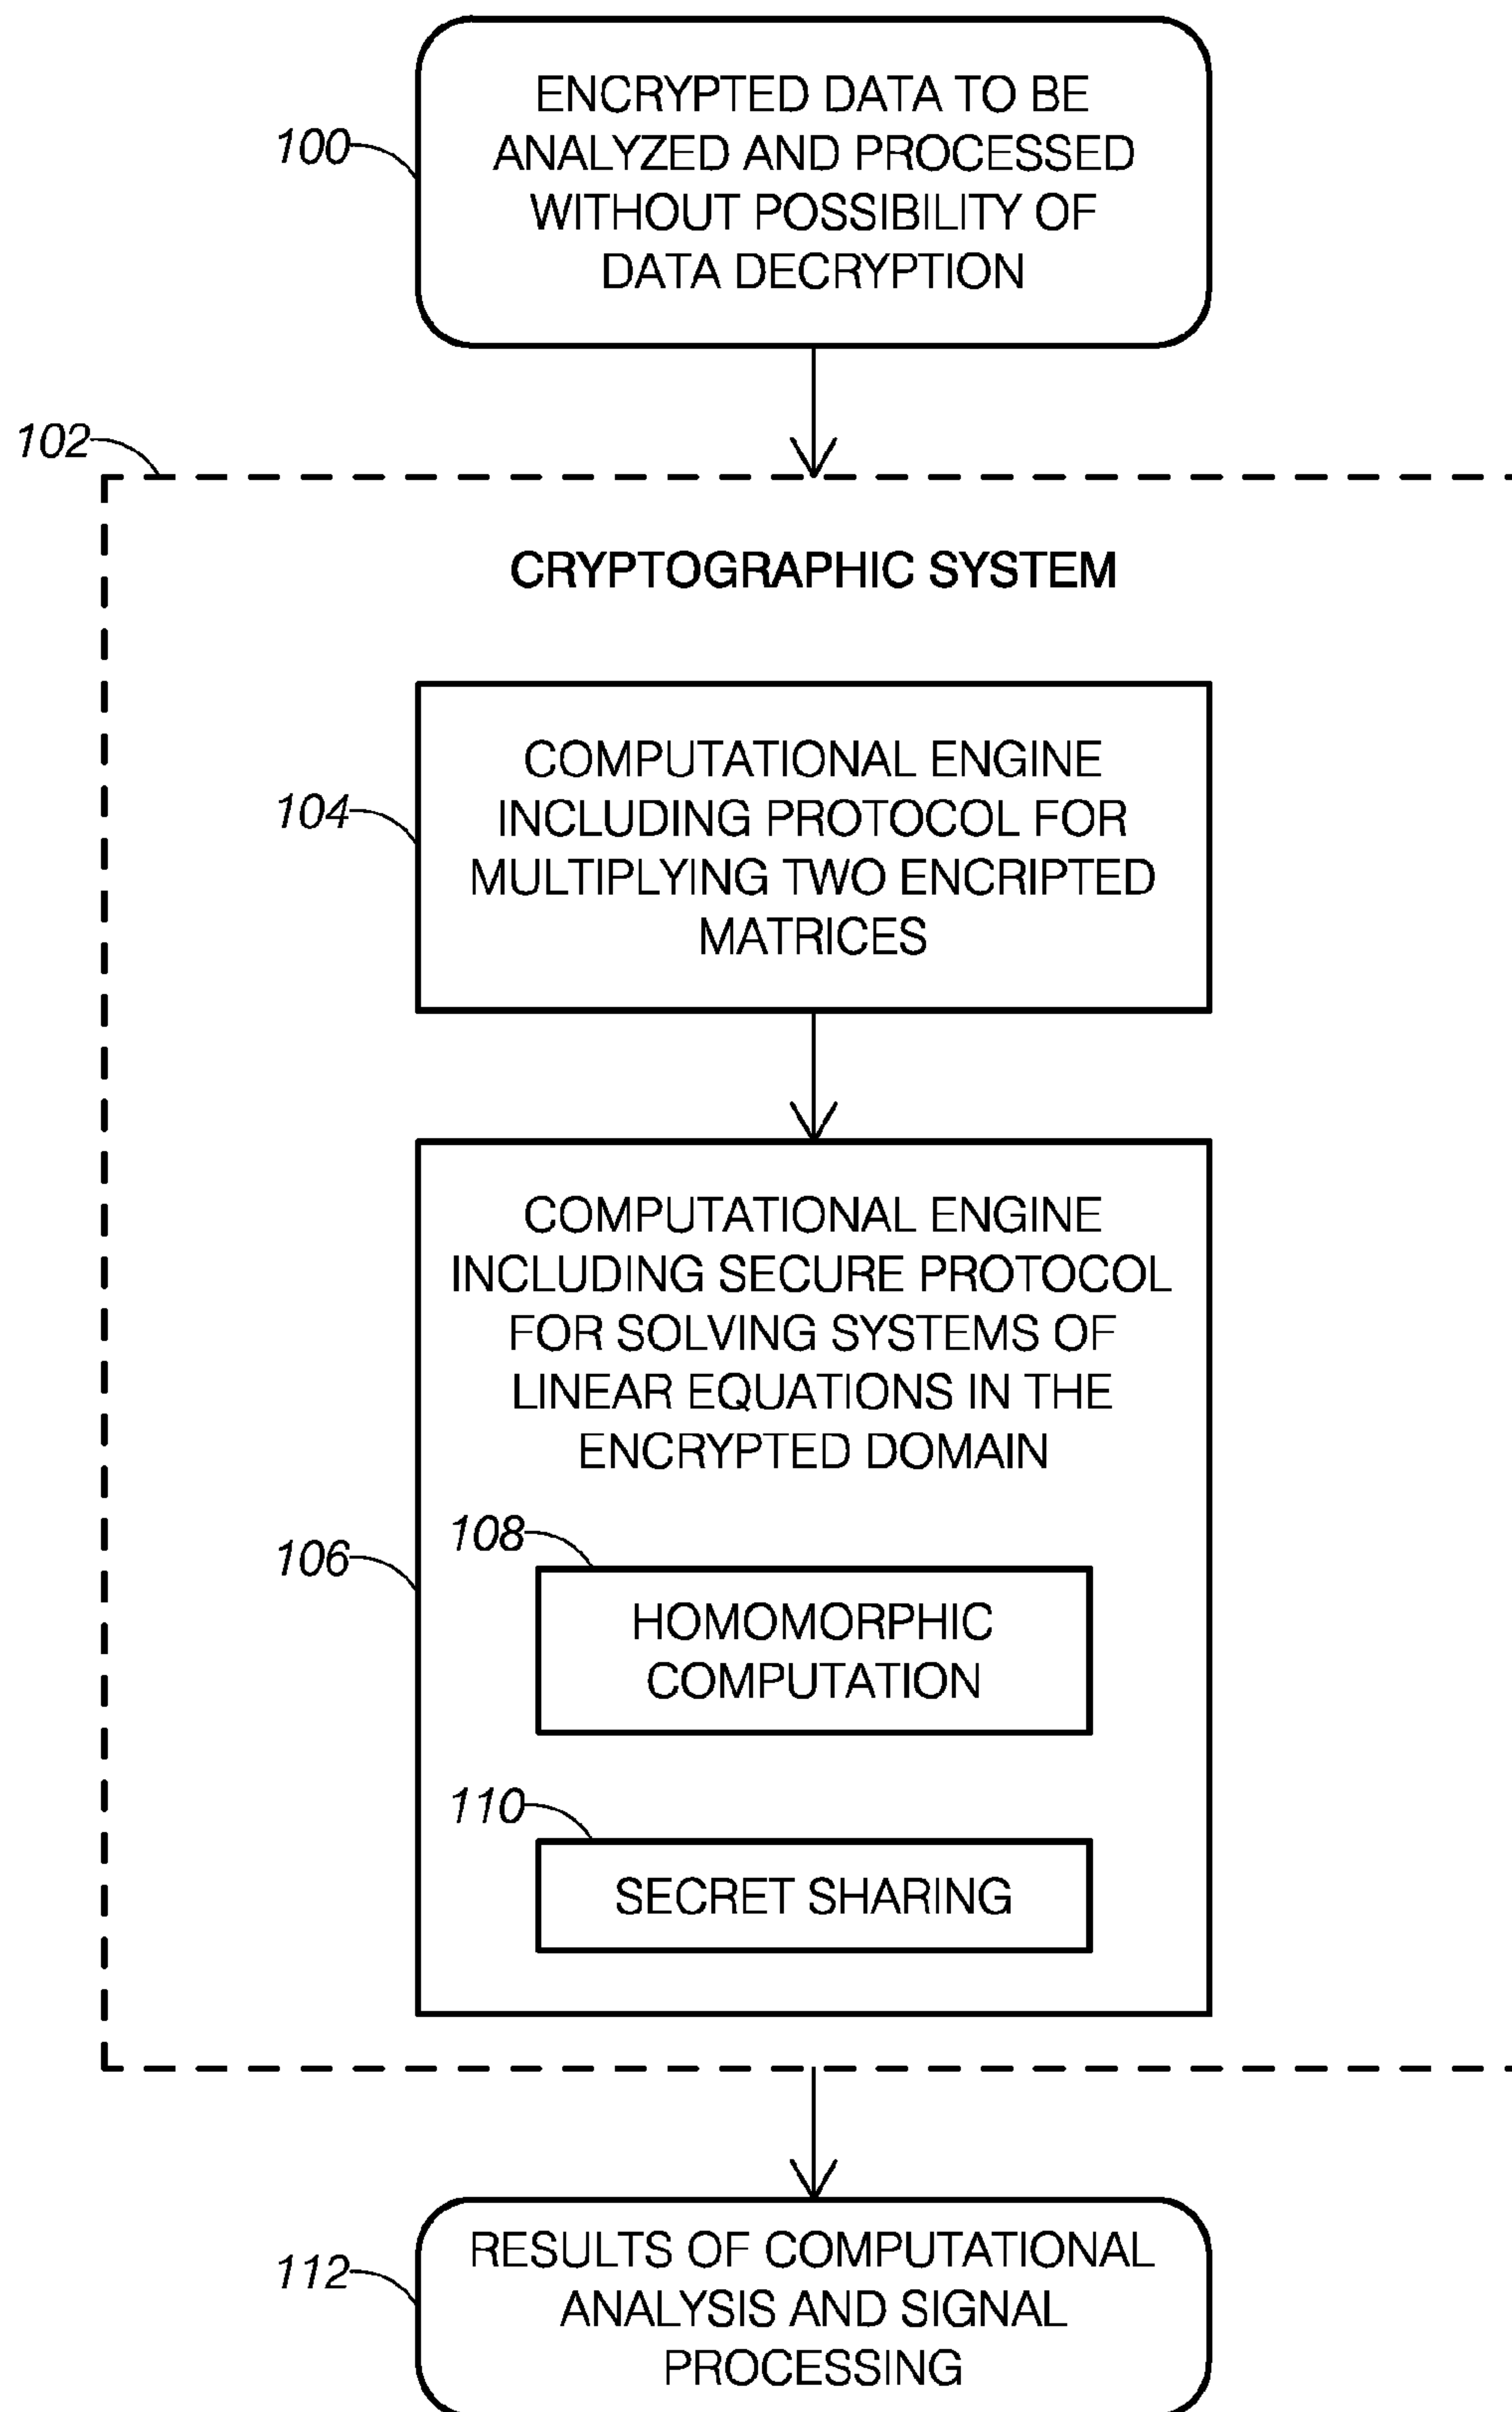 ENCRYPTED DATA TO BE
100
ANALYZED AND PROCESSED
WITHOUT POSSIBILITY OF
DATA DECRYPTION
102
CRYPTOGRAPHIC SYSTEM
COMPUTATIONAL ENGINE
104
INCLUDING PROTOCOL FOR
MULTIPLYING TWO ENCRIPTED
MATRICES
COMPUTATIONAL ENGINE
INCLUDING SECURE PROTOCOL
FOR SOLVING SYSTEMS OF
LINEAR EQUATIONS IN THE
ENCRYPTED DOMAIN
106
108
HOMOMORPHIC
COMPUTATION
110
SECRET SHARING
112
RESULTS OF COMPUTATIONAL
ANALYSIS AND SIGNAL
PROCESSING